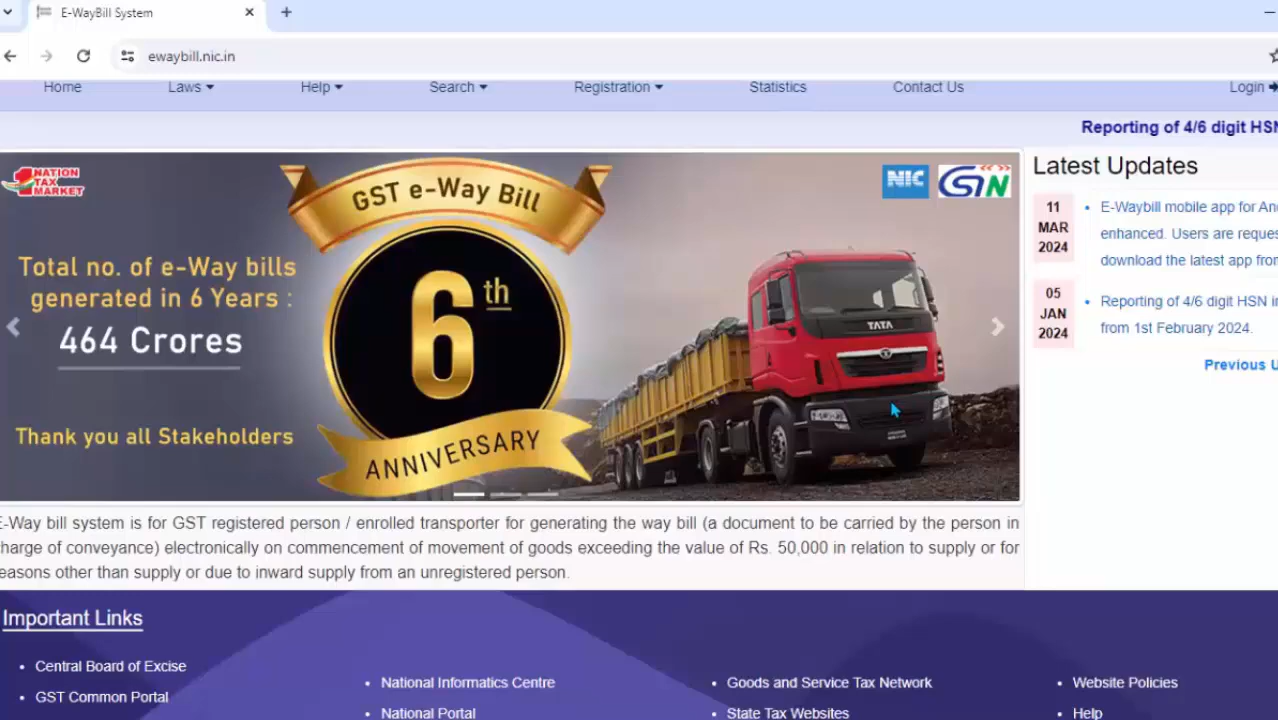 E-WayBill System
ewaybill.nic.in
Home Laws Help Search Registration Statistics Contact Us Login
Reporting of 4/6 digit HSN
NATION
TAX
MARKET
GST e-Way Bill
NIC
GSTN
Total no. of e-Way bills
generated in 6 Years :
464 Crores
Thank you all Stakeholders
6th
ANNIVERSARY
TATA
Latest Updates
11
MAR
2024
E-Waybill mobile app for An
enhanced. Users are reque
download the latest app from
05
JAN
2024
Reporting of 4/6 digit HSN i
from 1st February 2024.
Previous U
E-Way bill system is for GST registered person / enrolled transporter for generating the way bill (a document to be carried by the person in
harge of conveyance) electronically on commencement of movement of goods exceeding the value of Rs. 50,000 in relation to supply or for
easons other than supply or due to inward supply from an unregistered person.
Important Links
Central Board of Excise
GST Common Portal
National Informatics Centre
National Portal
Goods and Service Tax Network
State Tax Websites
Website Policies
Help